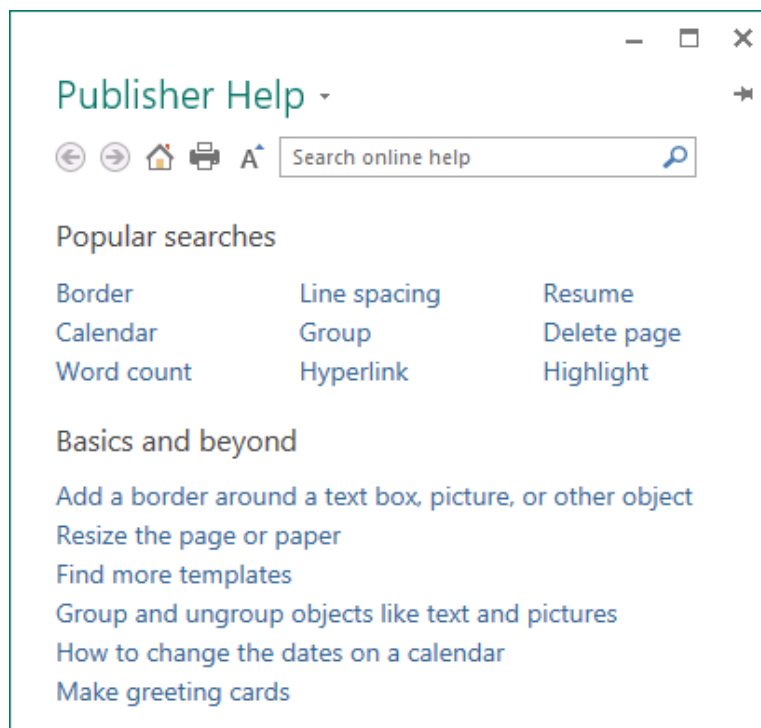 Publisher Help
A
Search online help
Popular searches
Border Line spacing Resume
Calendar Group Delete page
Word count Hyperlink Highlight
Basics and beyond
Add a border around a text box, picture, or other object
Resize the page or paper
Find more templates
Group and ungroup objects like text and pictures
How to change the dates on a calendar
Make greeting cards